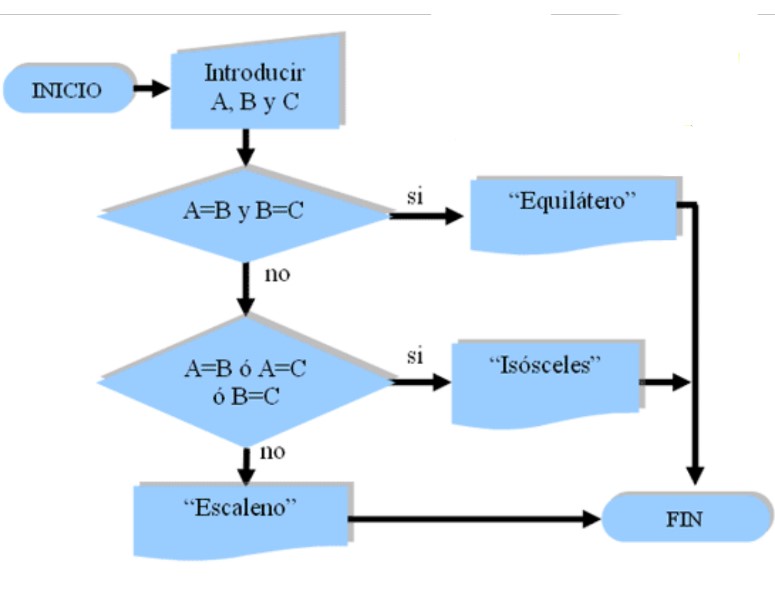 INICIO
Introducir
A, B y C
A=B y B=C
si
“Equilátero”
no
A=B ó A=C
ó B=C
si
“Isósceles”
no
“Escaleno”
FIN